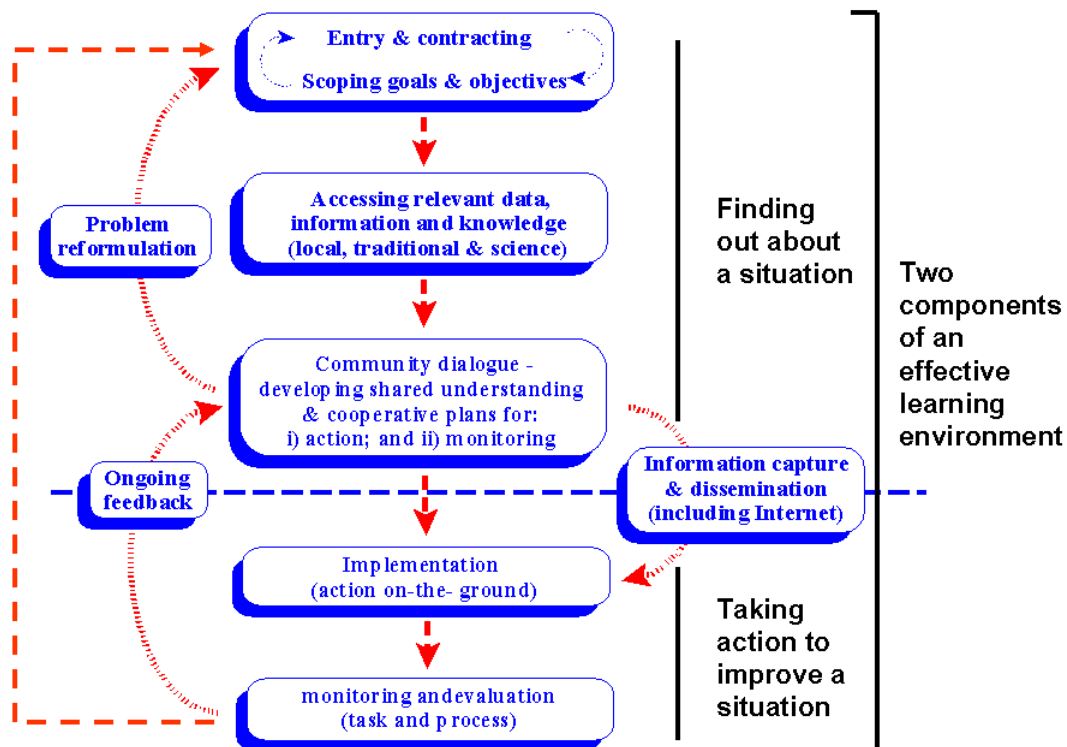 Entry & contracting
Scoping goals & objectives
Accessing relevant data,
information and knowledge
(local, traditional & science)
Problem
reformulation
Finding
out about
a situation
Two
components
of an
effective
learning
environment
Community dialogue -
developing shared understanding
& cooperative plans for:
i) action; and ii) monitoring
Ongoing
feedback
Information capture
& dissemination
(including Internet)
Implementation
(action on-the- ground)
Taking
action to
improve a
situation
monitoring andevaluation
(task and process)